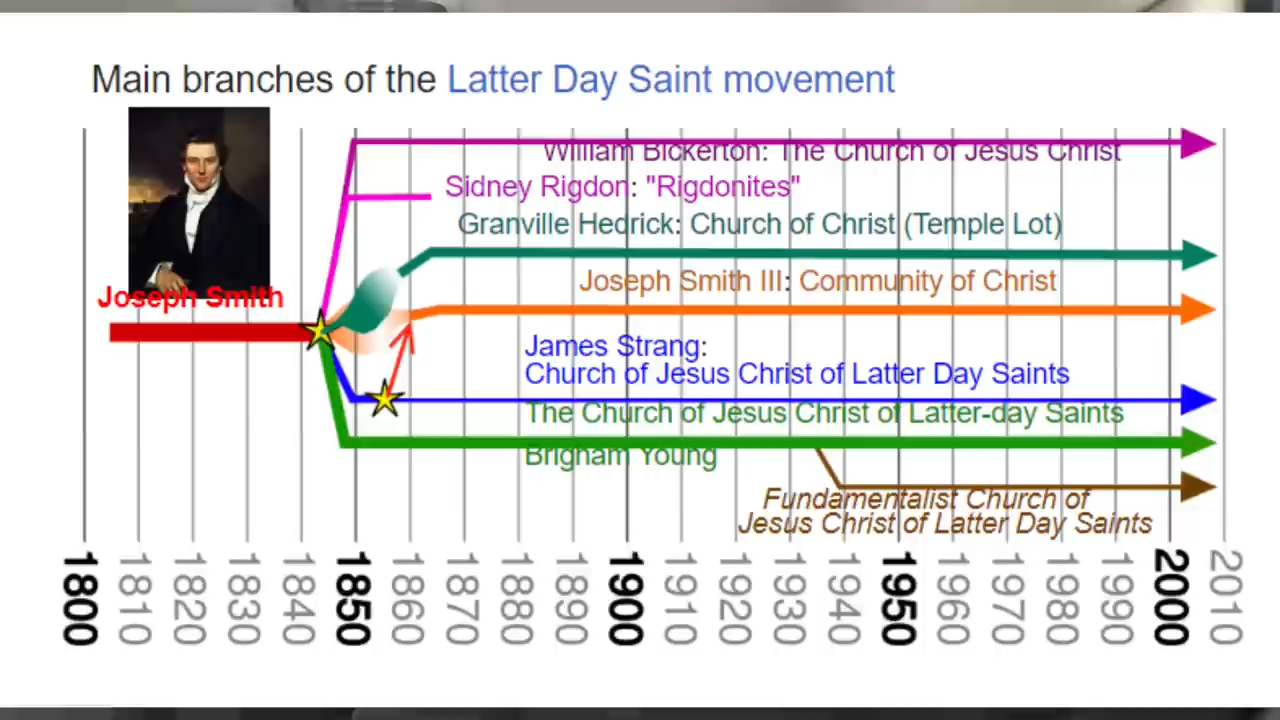 Main branches of the Latter Day Saint movement
William Bickerton: The Church of Jesus Christ
Sidney Rigdon: "Rigdonites"
Granville Hedrick: Church of Christ (Temple Lot)
Joseph Smith III: Community of Christ
Joseph Smith
James Strang:
Church of Jesus Christ of Latter Day Saints
The Church of Jesus Christ of Latter-day Saints
Brigham Young
Fundamentalist Church of
Jesus Christ of Latter Day Saints
1800 1810 1820 1830 1840 1850 1860 1870 1880 1890 1900 1910 1920 1930 1940 1950 1960 1970 1980 1990 2000 2010